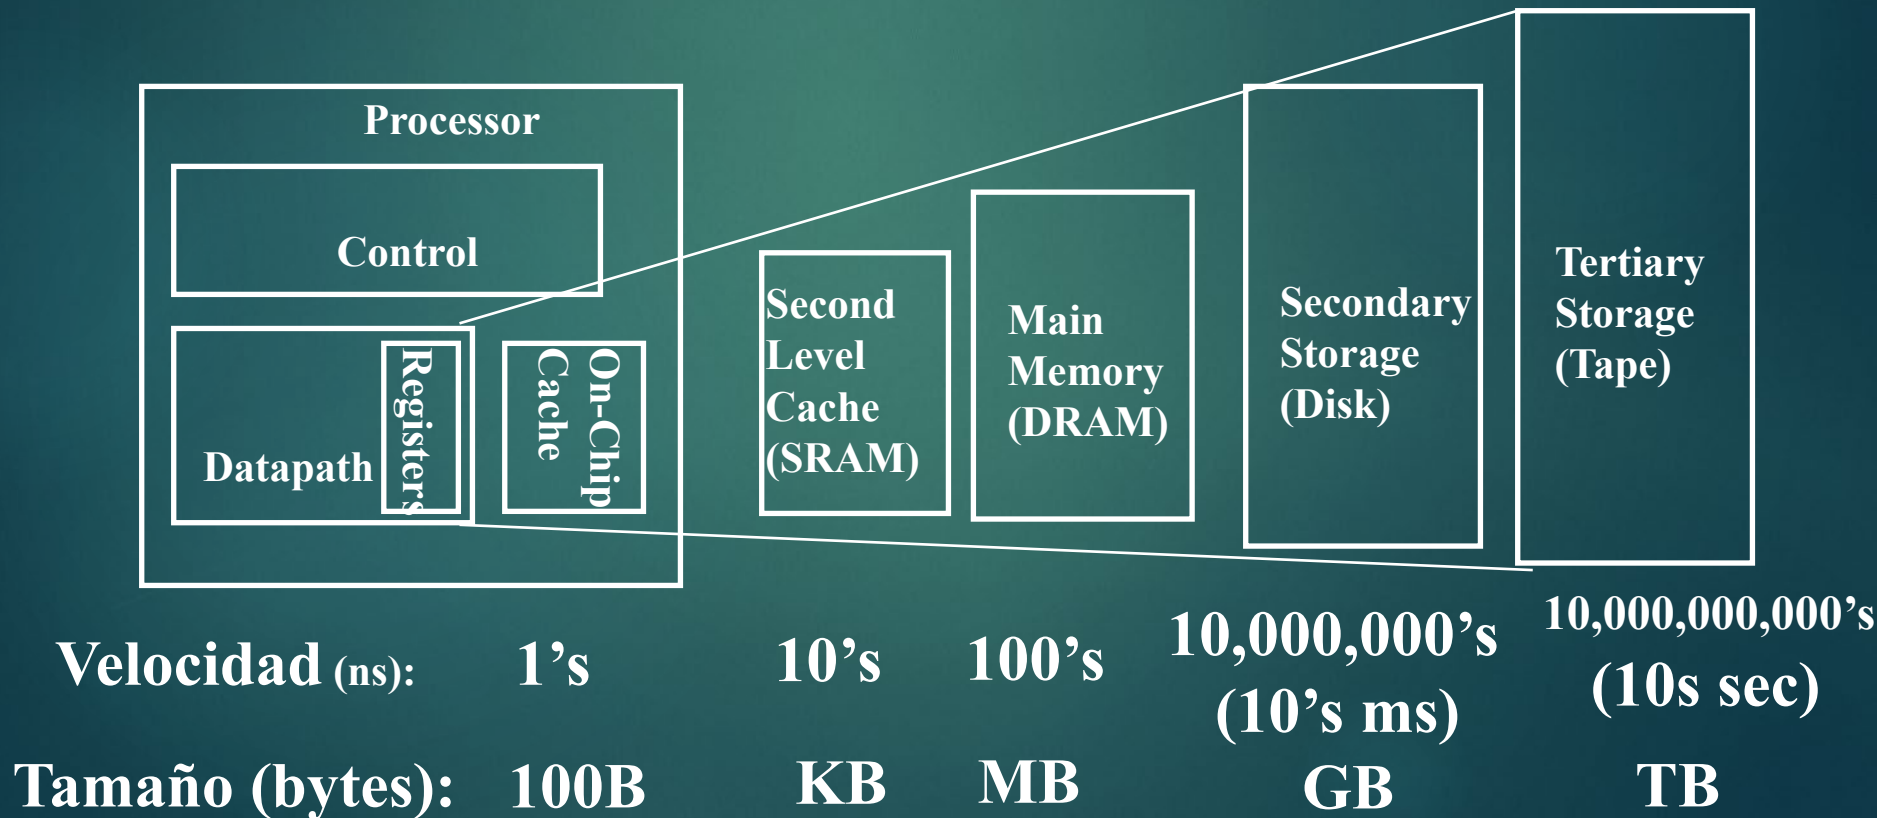 Processor
Control
Datapath
Registers
On-Chip
Cache
Second
Level
Cache
(SRAM)
Main
Memory
(DRAM)
Secondary
Storage
(Disk)
Tertiary
Storage
(Tape)
Velocidad (ns): 1’s 10’s 100’s 10,000,000’s 10,000,000,000’s
(10’s ms) (10s sec)
Tamaño (bytes): 100B KB MB GB TB